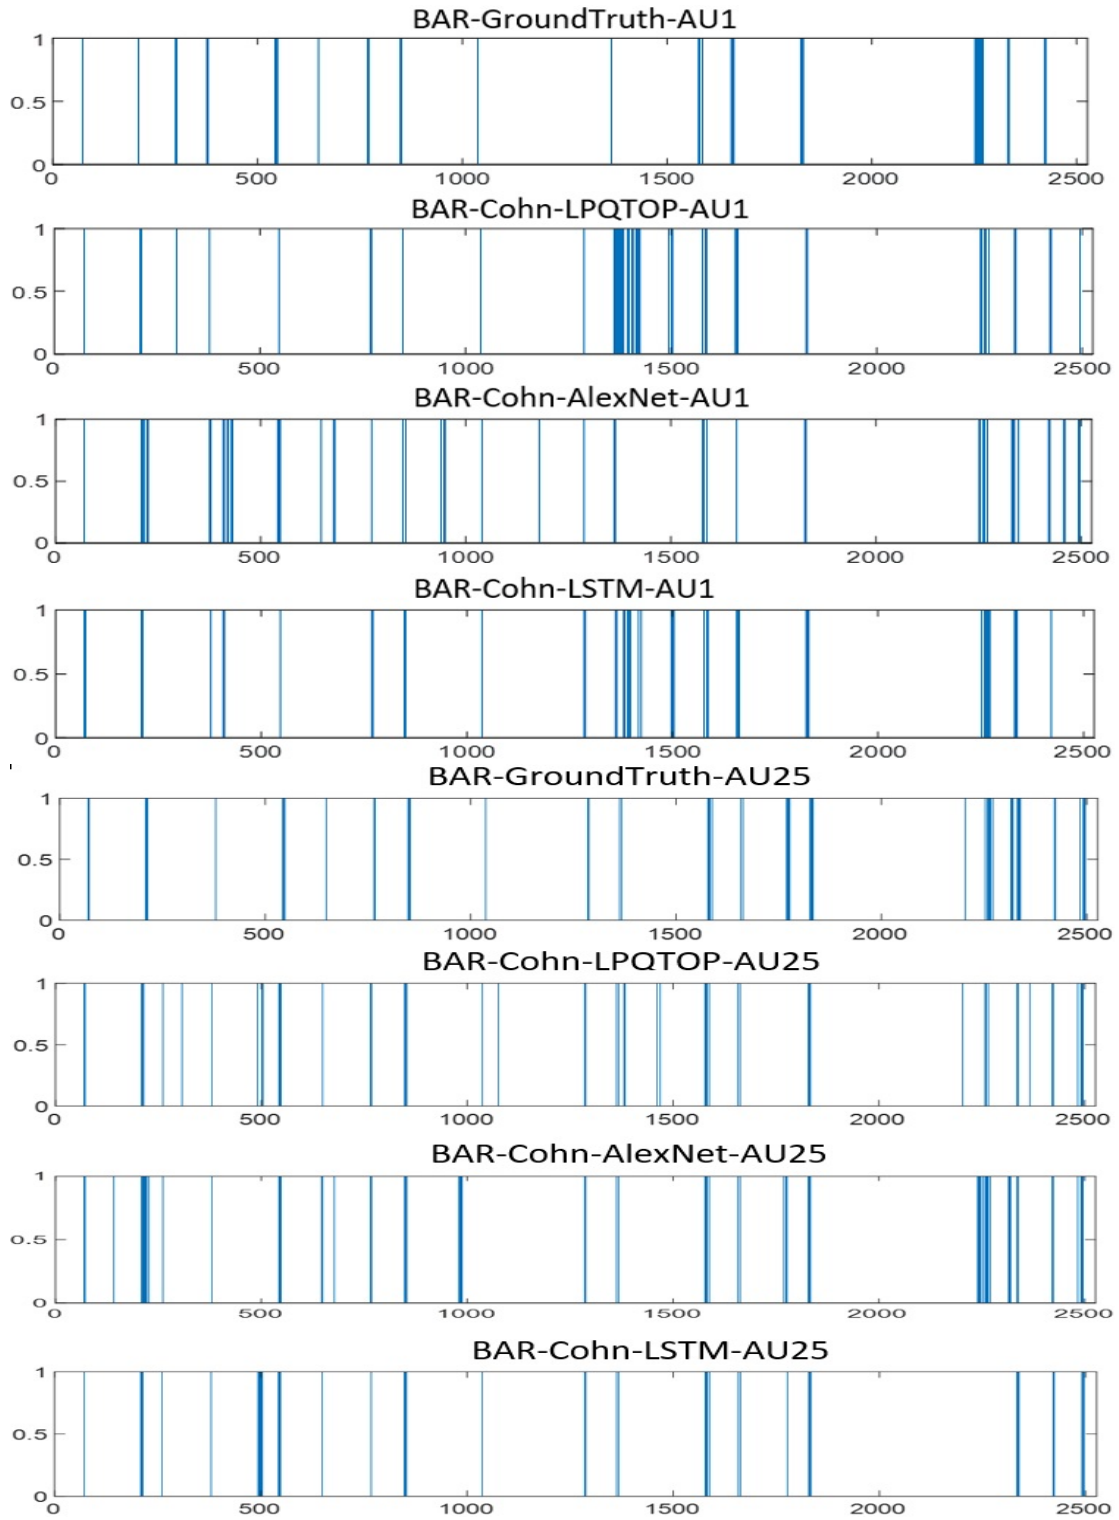 BAR-GroundTruth-AU1
1
0.5
0
0 500 1000 1500 2000 2500
BAR-Cohn-LPQTOP-AU1
1
0.5
0
0 500 1000 1500 2000 2500
BAR-Cohn-AlexNet-AU1
1
0.5
0
0 500 1000 1500 2000 2500
BAR-Cohn-LSTM-AU1
1
0.5
0
0 500 1000 1500 2000 2500
BAR-GroundTruth-AU25
1
0.5
0
0 500 1000 1500 2000 2500
BAR-Cohn-LPQTOP-AU25
1
0.5
0
0 500 1000 1500 2000 2500
BAR-Cohn-AlexNet-AU25
1
0.5
0
0 500 1000 1500 2000 2500
BAR-Cohn-LSTM-AU25
1
0.5
0
0 500 1000 1500 2000 2500